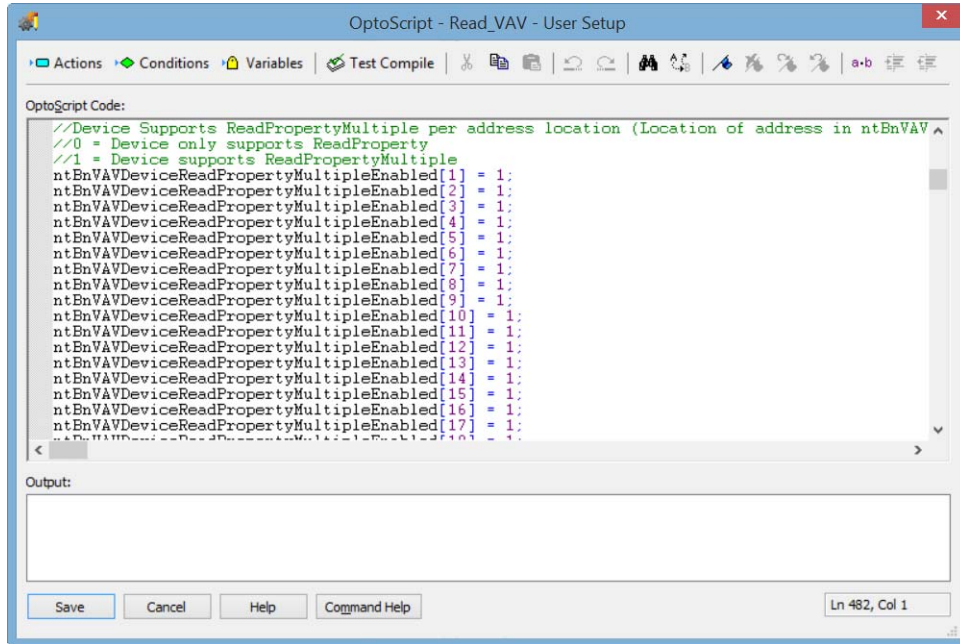 OptoScript - Read_VAV - User Setup
Actions Conditions Variables Test Compile a•b
OptoScript Code:
//Device Supports ReadPropertyMultiple per address location (Location of address in ntBnVAV
//0 = Device only supports ReadProperty
//1 = Device supports ReadPropertyMultiple
ntBnVAVDeviceReadPropertyMultipleEnabled[1] = 1;
ntBnVAVDeviceReadPropertyMultipleEnabled[2] = 1;
ntBnVAVDeviceReadPropertyMultipleEnabled[3] = 1;
ntBnVAVDeviceReadPropertyMultipleEnabled[4] = 1;
ntBnVAVDeviceReadPropertyMultipleEnabled[5] = 1;
ntBnVAVDeviceReadPropertyMultipleEnabled[6] = 1;
ntBnVAVDeviceReadPropertyMultipleEnabled[7] = 1;
ntBnVAVDeviceReadPropertyMultipleEnabled[8] = 1;
ntBnVAVDeviceReadPropertyMultipleEnabled[9] = 1;
ntBnVAVDeviceReadPropertyMultipleEnabled[10] = 1;
ntBnVAVDeviceReadPropertyMultipleEnabled[11] = 1;
ntBnVAVDeviceReadPropertyMultipleEnabled[12] = 1;
ntBnVAVDeviceReadPropertyMultipleEnabled[13] = 1;
ntBnVAVDeviceReadPropertyMultipleEnabled[14] = 1;
ntBnVAVDeviceReadPropertyMultipleEnabled[15] = 1;
ntBnVAVDeviceReadPropertyMultipleEnabled[16] = 1;
ntBnVAVDeviceReadPropertyMultipleEnabled[17] = 1;
Output:
Save Cancel Help Command Help Ln 482, Col 1